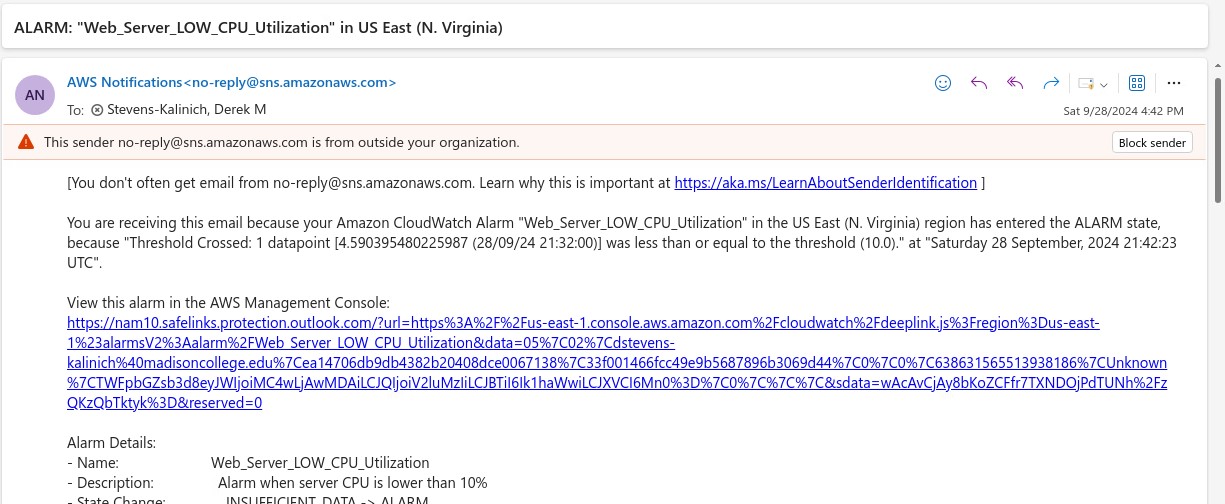 ALARM: "Web_Server_LOW_CPU_Utilization" in US East (N. Virginia)
AN
AWS Notifications<no-reply@sns.amazonaws.com>
To: Stevens-Kalinich, Derek M
Sat 9/28/2024 4:42 PM
This sender no-reply@sns.amazonaws.com is from outside your organization.
Block sender
[You don't often get email from no-reply@sns.amazonaws.com. Learn why this is important at https://aka.ms/LearnAboutSenderIdentification ]
You are receiving this email because your Amazon CloudWatch Alarm "Web_Server_LOW_CPU_Utilization" in the US East (N. Virginia) region has entered the ALARM state,
because "Threshold Crossed: 1 datapoint [4.590395480225987 (28/09/24 21:32:00)] was less than or equal to the threshold (10.0)." at "Saturday 28 September, 2024 21:42:23
UTC".
View this alarm in the AWS Management Console:
https://nam10.safelinks.protection.outlook.com/?url=https%3A%2F%2Fus-east-1.console.aws.amazon.com%2Fcloudwatch%2Fdeeplink.js%3Fregion%3Dus-east-
1%23alarmsV2%3Aalarm%2FWeb_Server_LOW_CPU_Utilization&data=05%7C02%7Cdstevens-
kalinich%40madisoncollege.edu%7Cea14706db9db4382b20408dce0067138%7C33f001466fcc49e9b5687896b3069d44%7C0%7C0%7C638631565513938186%7CUnknown
%7CTWFpbGZsb3d8eyJWIjoiMC4wLjAwMDAiLCJQIjoiV2luMzIiLCJBTiI6Ik1haWwiLCJXVCI6Mn0%3D%7C0%7C%7C%7C&sdata=wAcAvCjAy8bKoZCFfr7TXNDOjPdTUNh%2Fz
QKzQbTktyk%3D&reserved=0
Alarm Details:
- Name: Web_Server_LOW_CPU_Utilization
- Description: Alarm when server CPU is lower than 10%
- State Change: INSUFFICIENT_DATA -> ALARM